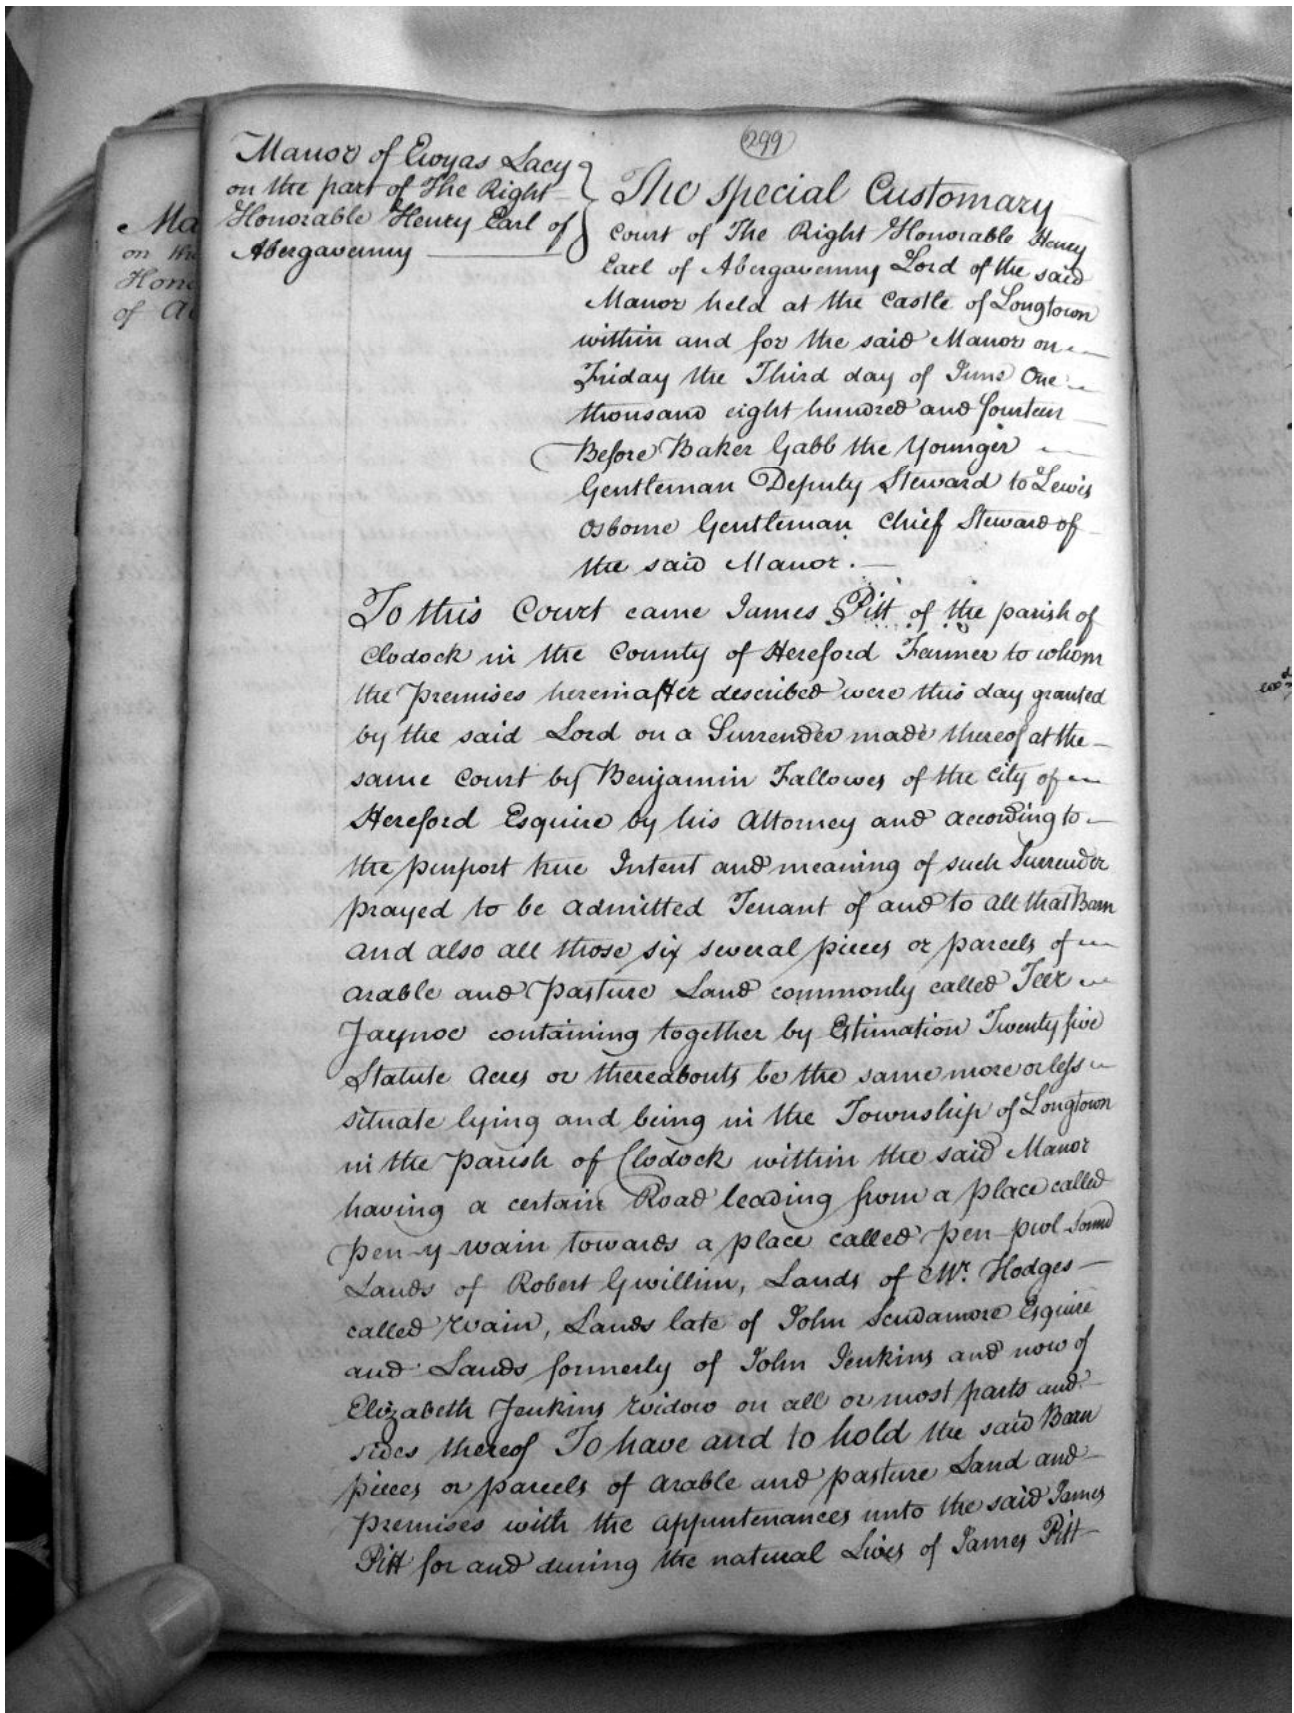 299
Manor of Ewyas Lacy
on the part of The Right
Honorable Henry Earl of
Abergavenny
The special Customary
Court of The Right Honorable Henry
Earl of Abergavenny Lord of the said
Manor held at the Castle of Longtown
within and for the said Manor on
Friday the Third day of June One
thousand eight hundred and fourteen
Before Baker Gabb the Younger
Gentleman Deputy Steward to Lewis
Osborne Gentleman Chief Steward of
the said Manor.
To this Court came James Pitt of the parish of
Clodock in the County of Hereford Farmer to whom
the Premises hereinafter described were this day granted
by the said Lord on a Surrender made thereof at the
same Court by Benjamin Fallowes of the City of
Hereford Esquire by his Attorney and according to
the purport true Intent and meaning of such Surrender
prayed to be admitted Tenant of and to all that Barn
and also all those six several pieces or parcels of
arable and Pasture Land commonly called Teer
Jaynoc containing together by Estimation Twenty five
Statute Acres or thereabouts be the same more or less
situate lying and being in the Township of Longtown
in the Parish of Clodock within the said Manor
having a certain Road leading from a place called
Pen-y-wain towards a place called pen-pwl
Lands of Robert Gwillim, Lands of Mr. Hodges
called Wain, Lands late of John Scudamore Esquire
and Lands formerly of John Jenkins and now of
Elizabeth Jenkins widow on all or most parts and
sides thereof To have and to hold the said Barn
pieces or parcels of arable and pasture Land and
premises with the appurtenances unto the said James
Pitt for and during the natural Lives of James Pitt
Ma
on the
Hono
of A